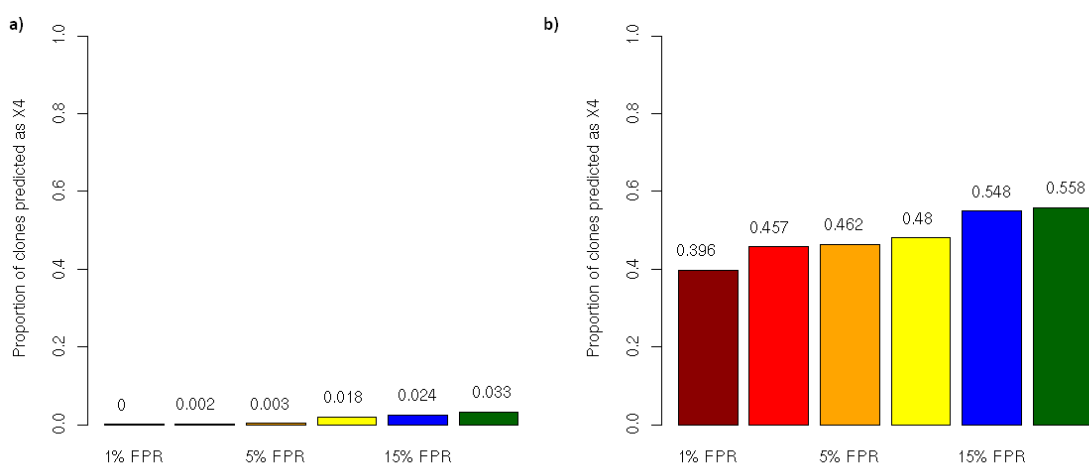 a)
Proportion of clones predicted as X4
1.0
0.8
0.6
0.4
0.2
0.0
0
0.002
0.003
0.018
0.024
0.033
1% FPR
5% FPR
15% FPR
b)
Proportion of clones predicted as X4
1.0
0.8
0.6
0.4
0.2
0.0
0.396
0.457
0.462
0.48
0.548
0.558
1% FPR
5% FPR
15% FPR